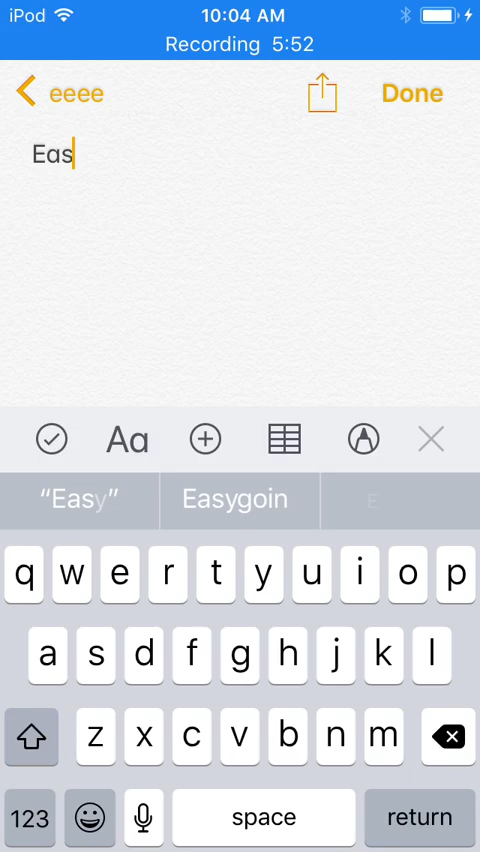 iPod 10:04 AM
Recording 5:52
eeee Done
Eas
Aa
“Easy” Easygoin E
q w e r t y u i o p
a s d f g h j k l
z x c v b n m
123 space return